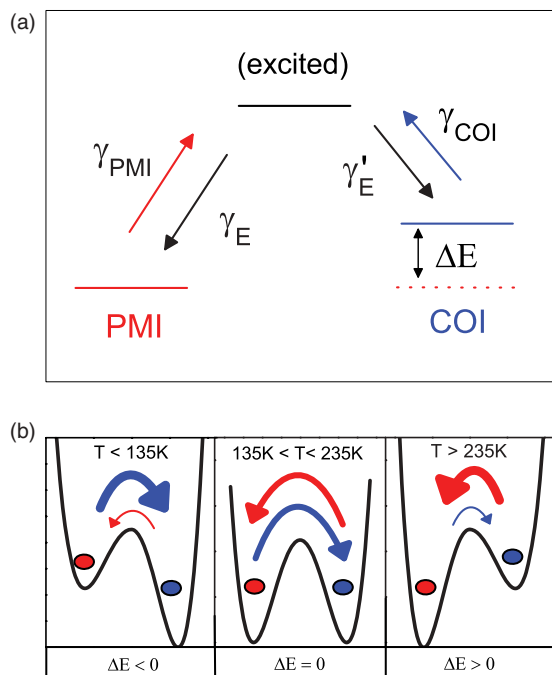 (a)
(excited)
γPMI
γE
γ'E
γCOI
ΔE
PMI
COI
(b)
T < 135K
135K < T< 235K
T > 235K
ΔE < 0
ΔE = 0
ΔE > 0